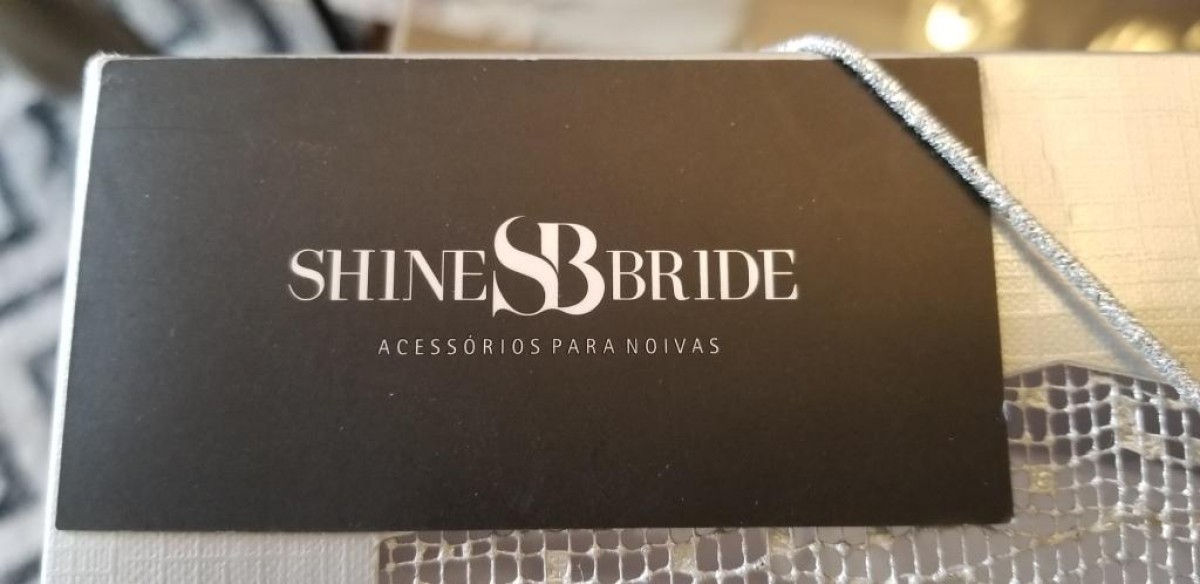 SHINE SB BRIDE
ACESSÓRIOS PARA NOIVAS